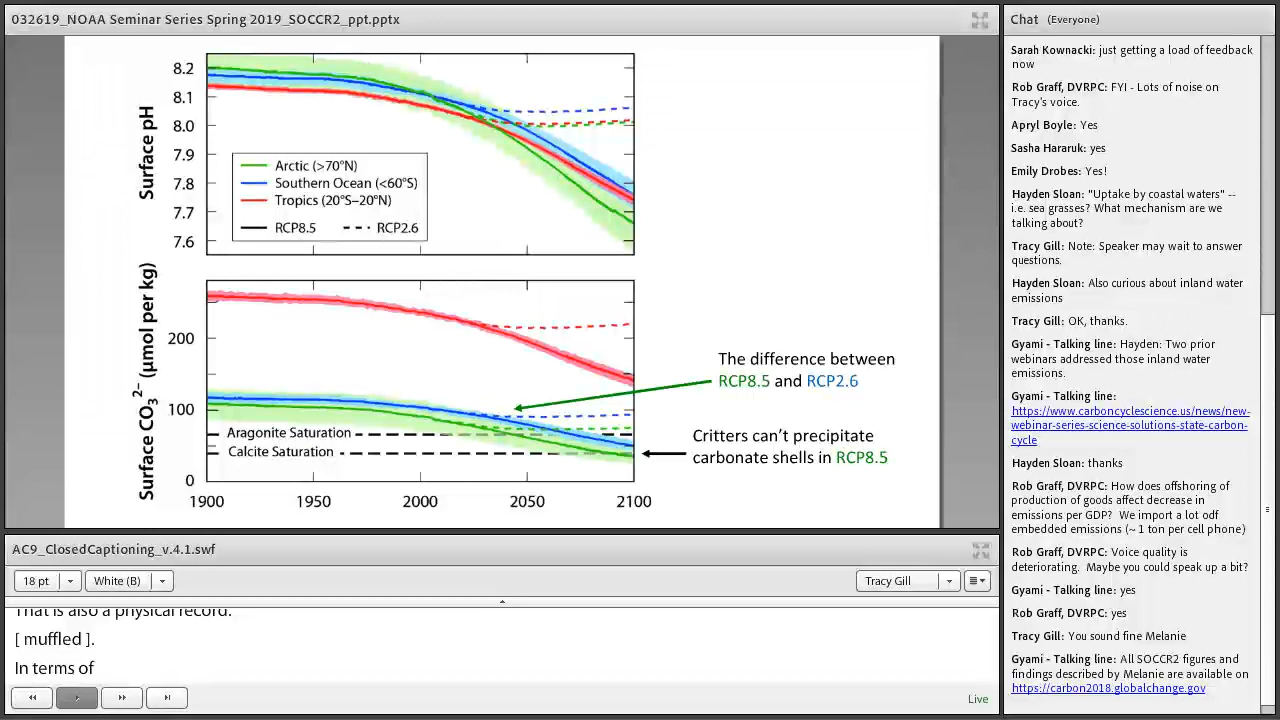 032619_NOAA Seminar Series Spring 2019_SOCCR2_ppt.pptx
Surface pH
8.2
8.1
8.0
7.9
7.8
7.7
7.6
Arctic (>70°N)
Southern Ocean (<60°S)
Tropics (20°S–20°N)
RCP8.5 RCP2.6
Surface CO₃²⁻ (µmol per kg)
200
100
0
Aragonite Saturation
Calcite Saturation
1900 1950 2000 2050 2100
The difference between
RCP8.5 and RCP2.6
Critters can't precipitate
carbonate shells in RCP8.5
AC9_ClosedCaptioning_v.4.1.swf
18 pt White (B) Tracy Gill
That is also a physical record.
[ muffled ].
In terms of
Live
Chat (Everyone)
Sarah Kownacki: just getting a load of feedback
now
Rob Graff, DVRPC: FYI - Lots of noise on
Tracy's voice.
Apryl Boyle: Yes
Sasha Hararuk: yes
Emily Drobes: Yes!
Hayden Sloan: "Uptake by coastal waters" --
i.e. sea grasses? What mechanism are we
talking about?
Tracy Gill: Note: Speaker may wait to answer
questions.
Hayden Sloan: Also curious about inland water
emissions
Tracy Gill: OK, thanks.
Gyami - Talking line: Hayden: Two prior
webinars addressed those inland water
emissions.
Gyami - Talking line:
https://www.carboncyclescience.us/news/new-
webinar-series-science-solutions-state-carbon-
cycle
Hayden Sloan: thanks
Rob Graff, DVRPC: How does offshoring of
production of goods affect decrease in
emissions per GDP? We import a lot odf
embedded emissions (~ 1 ton per cell phone)
Rob Graff, DVRPC: Voice quality is
deteriorating. Maybe you could speak up a bit?
Gyami - Talking line: yes
Rob Graff, DVRPC: yes
Tracy Gill: You sound fine Melanie
Gyami - Talking line: All SOCCR2 figures and
findings described by Melanie are available on
https://carbon2018.globalchange.gov